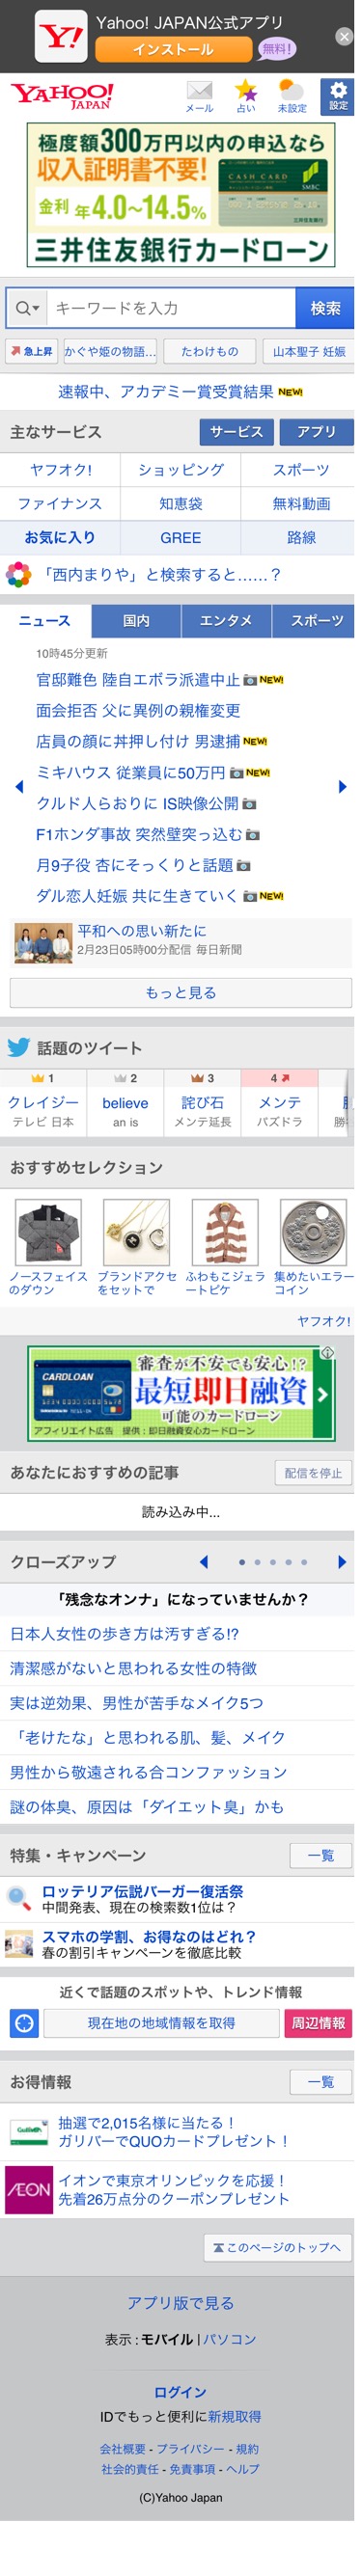 Yahoo! JAPAN公式アプリ
インストール
無料!
YAHOO!
JAPAN
メール
占い
未設定
設定
極度額300万円以内の申込なら
収入証明書不要!
金利 年4.0~14.5%
CASH CARD
SMBC
三井住友銀行カードローン
キーワードを入力
検索
急上昇
かぐや姫の物語...
たわけもの
山本聖子 妊娠
速報中、アカデミー賞受賞結果 NEW!
主なサービス
サービス
アプリ
ヤフオク!
ショッピング
スポーツ
ファイナンス
知恵袋
無料動画
お気に入り
GREE
路線
「西内まりや」と検索すると……？
ニュース
国内
エンタメ
スポーツ
10時45分更新
官邸難色 陸自エボラ派遣中止 NEW!
面会拒否 父に異例の親権変更
店員の顔に丼押し付け 男逮捕 NEW!
ミキハウス 従業員に50万円 NEW!
クルド人らおりに IS映像公開
F1ホンダ事故 突然壁突っ込む
月9子役 杏にそっくりと話題
ダル恋人妊娠 共に生きていく NEW!
平和への思い新たに
2月23日05時00分配信 毎日新聞
もっと見る
話題のツイート
1
2
3
4
クレイジー
believe
詫び石
メンテ
テレビ 日本
an is
メンテ延長
パズドラ
おすすめセレクション
ノースフェイス
のダウン
ブランドアクセ
をセットで
ふわもこジェラ
ートピケ
集めたいエラー
コイン
ヤフオク!
審査が不安でも安心!?
CARDLOAN
最短即日融資
可能のカードローン
アフィリエイト広告 提供：即日融資安心カードローン
あなたにおすすめの記事
配信を停止
読み込み中...
クローズアップ
「残念なオンナ」になっていませんか？
日本人女性の歩き方は汚すぎる!?
清潔感がないと思われる女性の特徴
実は逆効果、男性が苦手なメイク5つ
「老けたな」と思われる肌、髪、メイク
男性から敬遠される合コンファッション
謎の体臭、原因は「ダイエット臭」かも
特集・キャンペーン
一覧
ロッテリア伝説バーガー復活祭
中間発表、現在の検索数1位は？
スマホの学割、お得なのはどれ？
春の割引キャンペーンを徹底比較
近くで話題のスポットや、トレンド情報
現在地の地域情報を取得
周辺情報
お得情報
一覧
抽選で2,015名様に当たる！
ガリバーでQUOカードプレゼント！
AEON
イオンで東京オリンピックを応援！
先着26万点分のクーポンプレゼント
このページのトップへ
アプリ版で見る
表示 : モバイル | パソコン
ログイン
IDでもっと便利に新規取得
会社概要 - プライバシー - 規約
社会的責任 - 免責事項 - ヘルプ
(C)Yahoo Japan